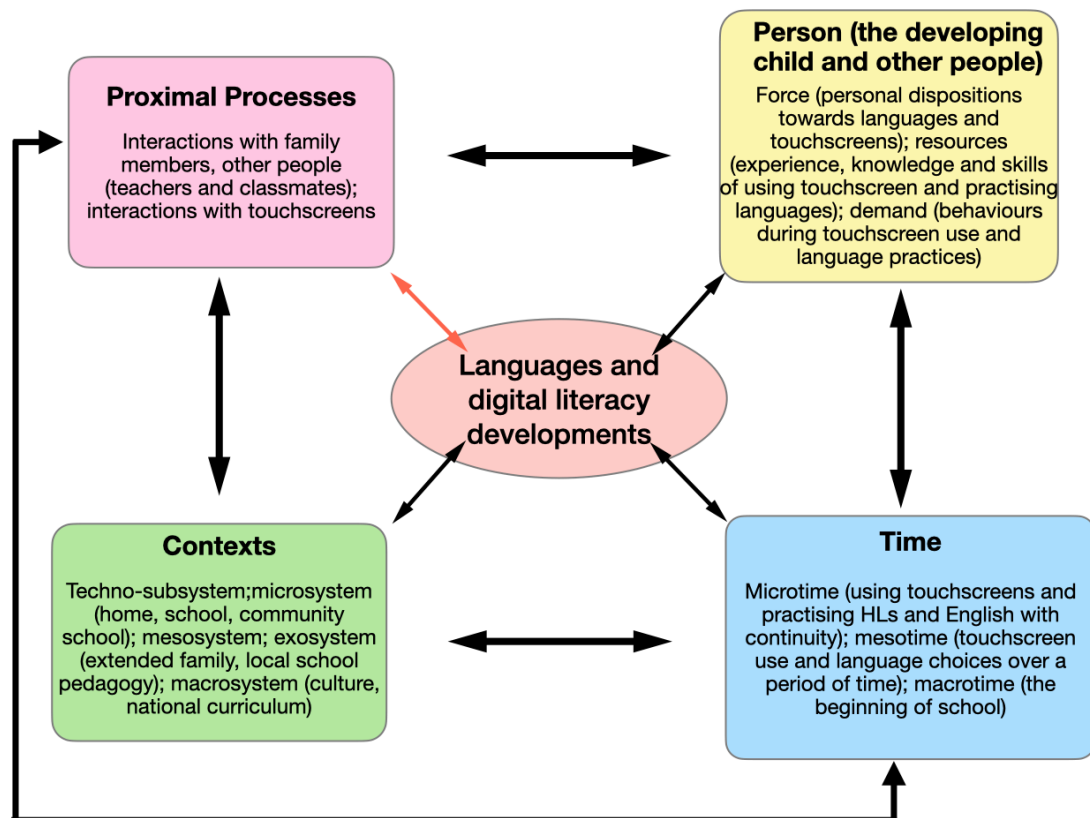 Proximal Processes
Interactions with family
members, other people
(teachers and classmates);
interactions with touchscreens
Person (the developing
child and other people)
Force (personal dispositions
towards languages and
touchscreens); resources
(experience, knowledge and skills
of using touchscreen and practising
languages); demand (behaviours
during touchscreen use and
language practices)
Languages and
digital literacy
developments
Contexts
Techno-subsystem;microsystem
(home, school, community
school); mesosystem; exosystem
(extended family, local school
pedagogy); macrosystem (culture,
national curriculum)
Time
Microtime (using touchscreens and
practising HLs and English with
continuity); mesotime (touchscreen
use and language choices over a
period of time); macrotime (the
beginning of school)